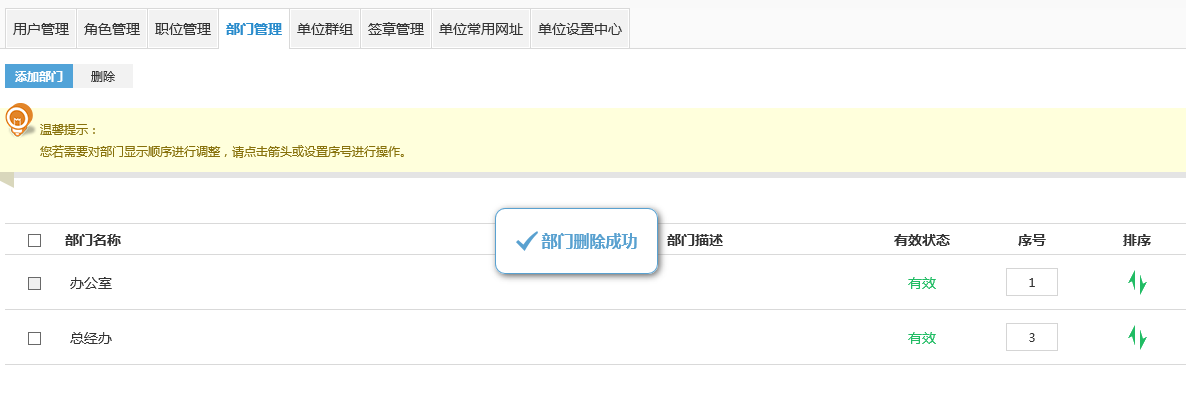 用户管理 角色管理 职位管理 部门管理 单位群组 签章管理 单位常用网址 单位设置中心
添加部门 删除
温馨提示：
您若需要对部门显示顺序进行调整，请点击箭头或设置序号进行操作。
部门删除成功
部门名称 部门描述 有效状态 序号 排序
办公室 有效 1
总经办 有效 3